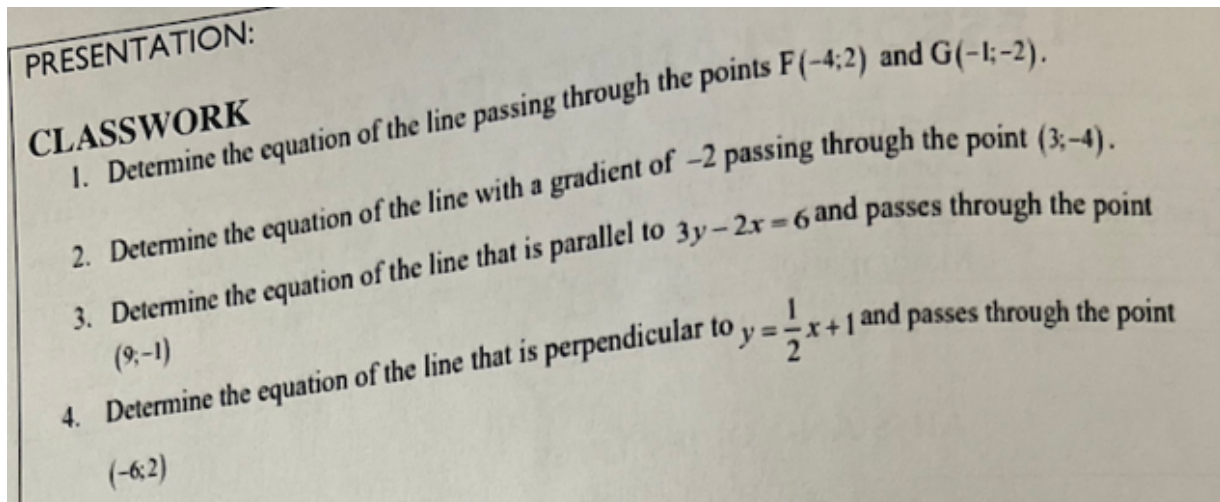 PRESENTATION:
CLASSWORK
1. Determine the equation of the line passing through the points F(-4;2) and G(-1;-2).
2. Determine the equation of the line with a gradient of -2 passing through the point (3;-4).
3. Determine the equation of the line that is parallel to 3y-2x=6 and passes through the point
(9;-1)
4. Determine the equation of the line that is perpendicular to y=1/2x+1 and passes through the point
(-6;2)